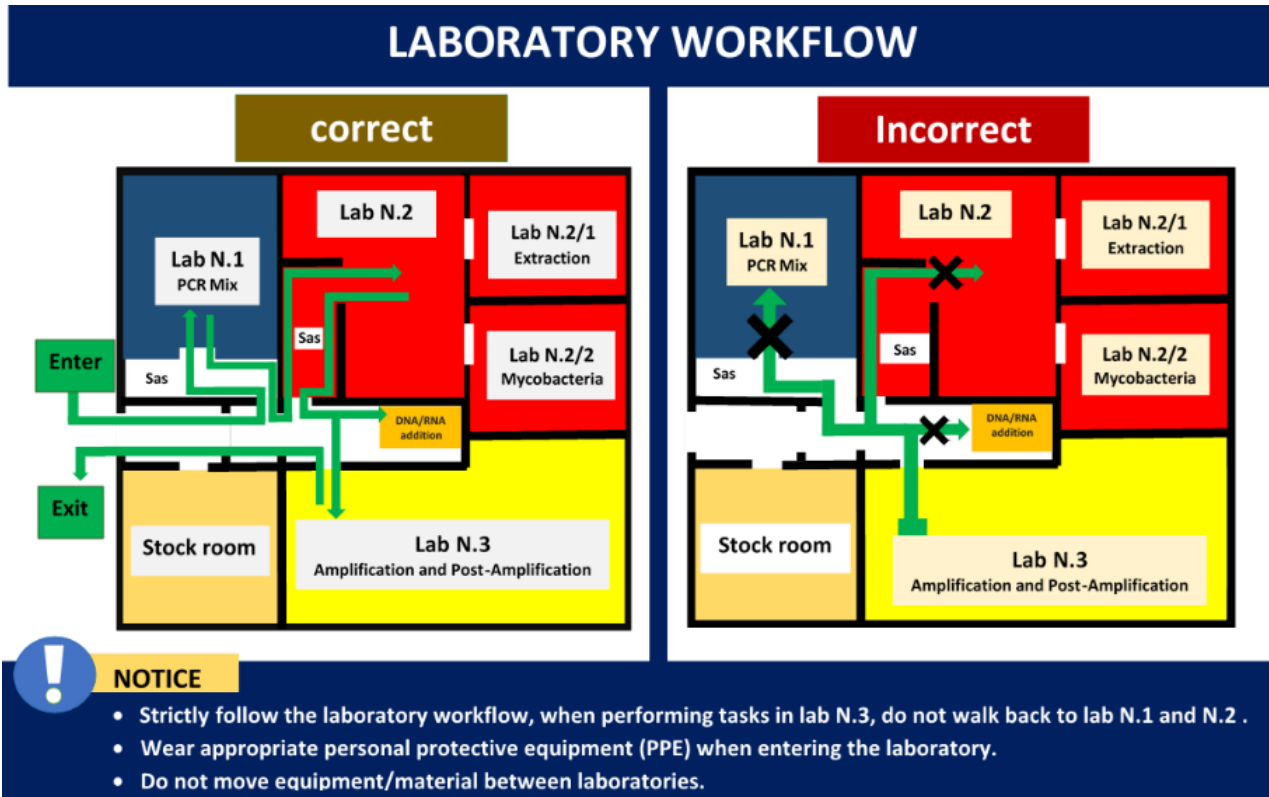 LABORATORY WORKFLOW
correct
Lab N.1
PCR Mix
Lab N.2
Lab N.2/1
Extraction
Lab N.2/2
Mycobacteria
Sas
Sas
Enter
Exit
DNA/RNA
addition
Stock room
Lab N.3
Amplification and Post-Amplification
Incorrect
Lab N.1
PCR Mix
Lab N.2
Lab N.2/1
Extraction
Lab N.2/2
Mycobacteria
Sas
Sas
DNA/RNA
addition
Stock room
Lab N.3
Amplification and Post-Amplification
! NOTICE
• Strictly follow the laboratory workflow, when performing tasks in lab N.3, do not walk back to lab N.1 and N.2 .
• Wear appropriate personal protective equipment (PPE) when entering the laboratory.
• Do not move equipment/material between laboratories.